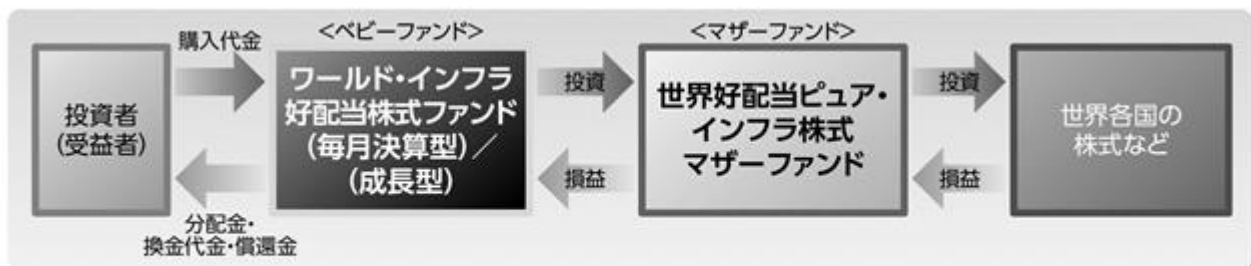 購入代金
投資者
(受益者)
分配金・
換金代金・償還金
<ベビーファンド>
ワールド・インフラ
好配当株式ファンド
(毎月決算型)/
(成長型)
投資
損益
<マザーファンド>
世界好配当ピュア・
インフラ株式
マザーファンド
投資
損益
世界各国の
株式など